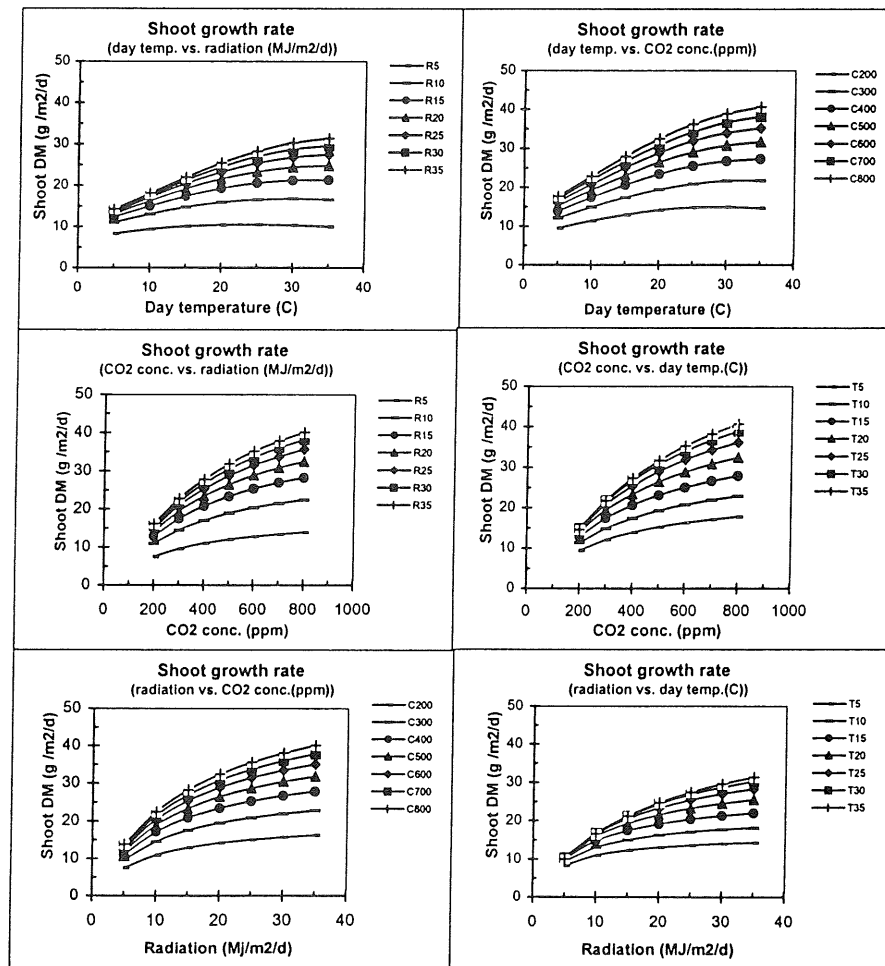 Shoot growth rate
(day temp. vs. radiation (MJ/m2/d))
Shoot DM (g /m2/d)
50
40
30
20
10
0
0 10 20 30 40
Day temperature (C)
R5
R10
R15
R20
R25
R30
R35
Shoot growth rate
(day temp. vs. CO2 conc.(ppm))
Shoot DM (g /m2/d)
50
40
30
20
10
0
0 10 20 30 40
Day temperature (C)
C200
C300
C400
C500
C600
C700
C800
Shoot growth rate
(CO2 conc. vs. radiation (MJ/m2/d))
Shoot DM (g /m2/d)
50
40
30
20
10
0
0 200 400 600 800 1000
CO2 conc. (ppm)
R5
R10
R15
R20
R25
R30
R35
Shoot growth rate
(CO2 conc. vs. day temp.(C))
Shoot DM (g /m2/d)
50
40
30
20
10
0
0 200 400 600 800 1000
CO2 conc. (ppm)
T5
T10
T15
T20
T25
T30
T35
Shoot growth rate
(radiation vs. CO2 conc.(ppm))
Shoot DM (g /m2/d)
50
40
30
20
10
0
0 10 20 30 40
Radiation (Mj/m2/d)
C200
C300
C400
C500
C600
C700
C800
Shoot growth rate
(radiation vs. day temp.(C))
Shoot DM (g /m2/d)
50
40
30
20
10
0
0 10 20 30 40
Radiation (MJ/m2/d)
T5
T10
T15
T20
T25
T30
T35